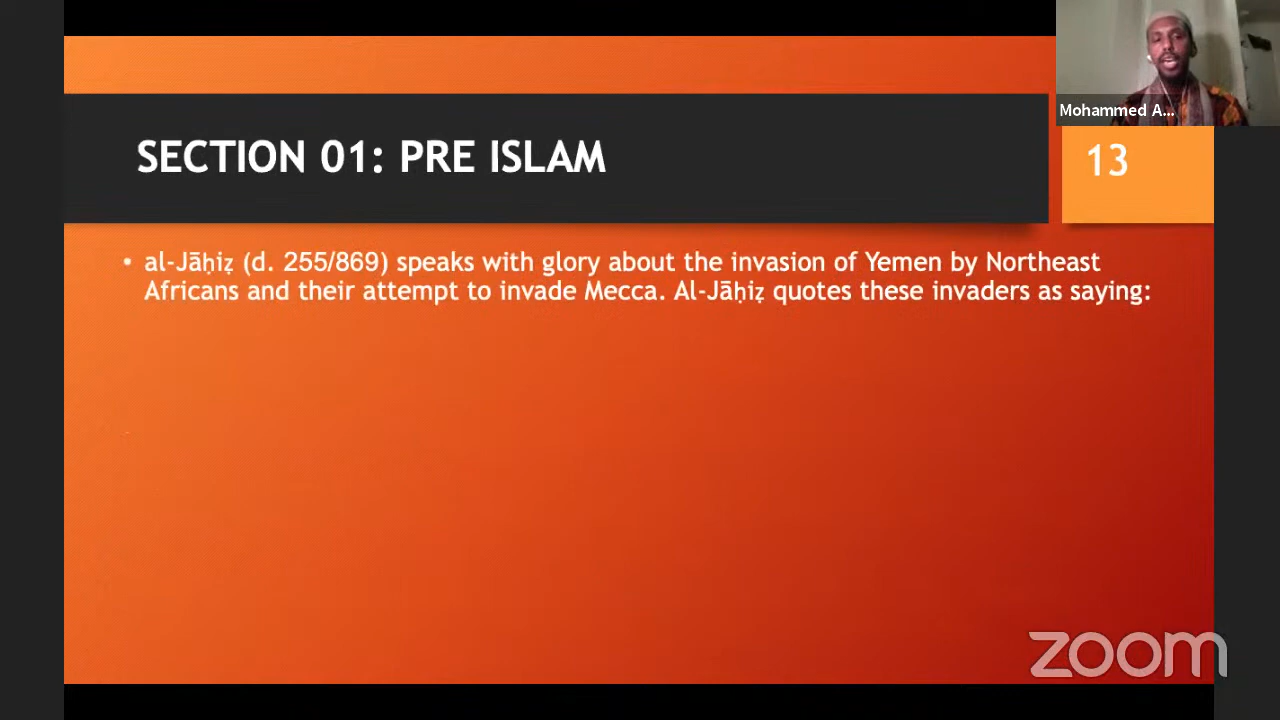 Mohammed A...
SECTION 01: PRE ISLAM
13
• al-Jāḥiẓ (d. 255/869) speaks with glory about the invasion of Yemen by Northeast
Africans and their attempt to invade Mecca. Al-Jāḥiẓ quotes these invaders as saying:
zoom